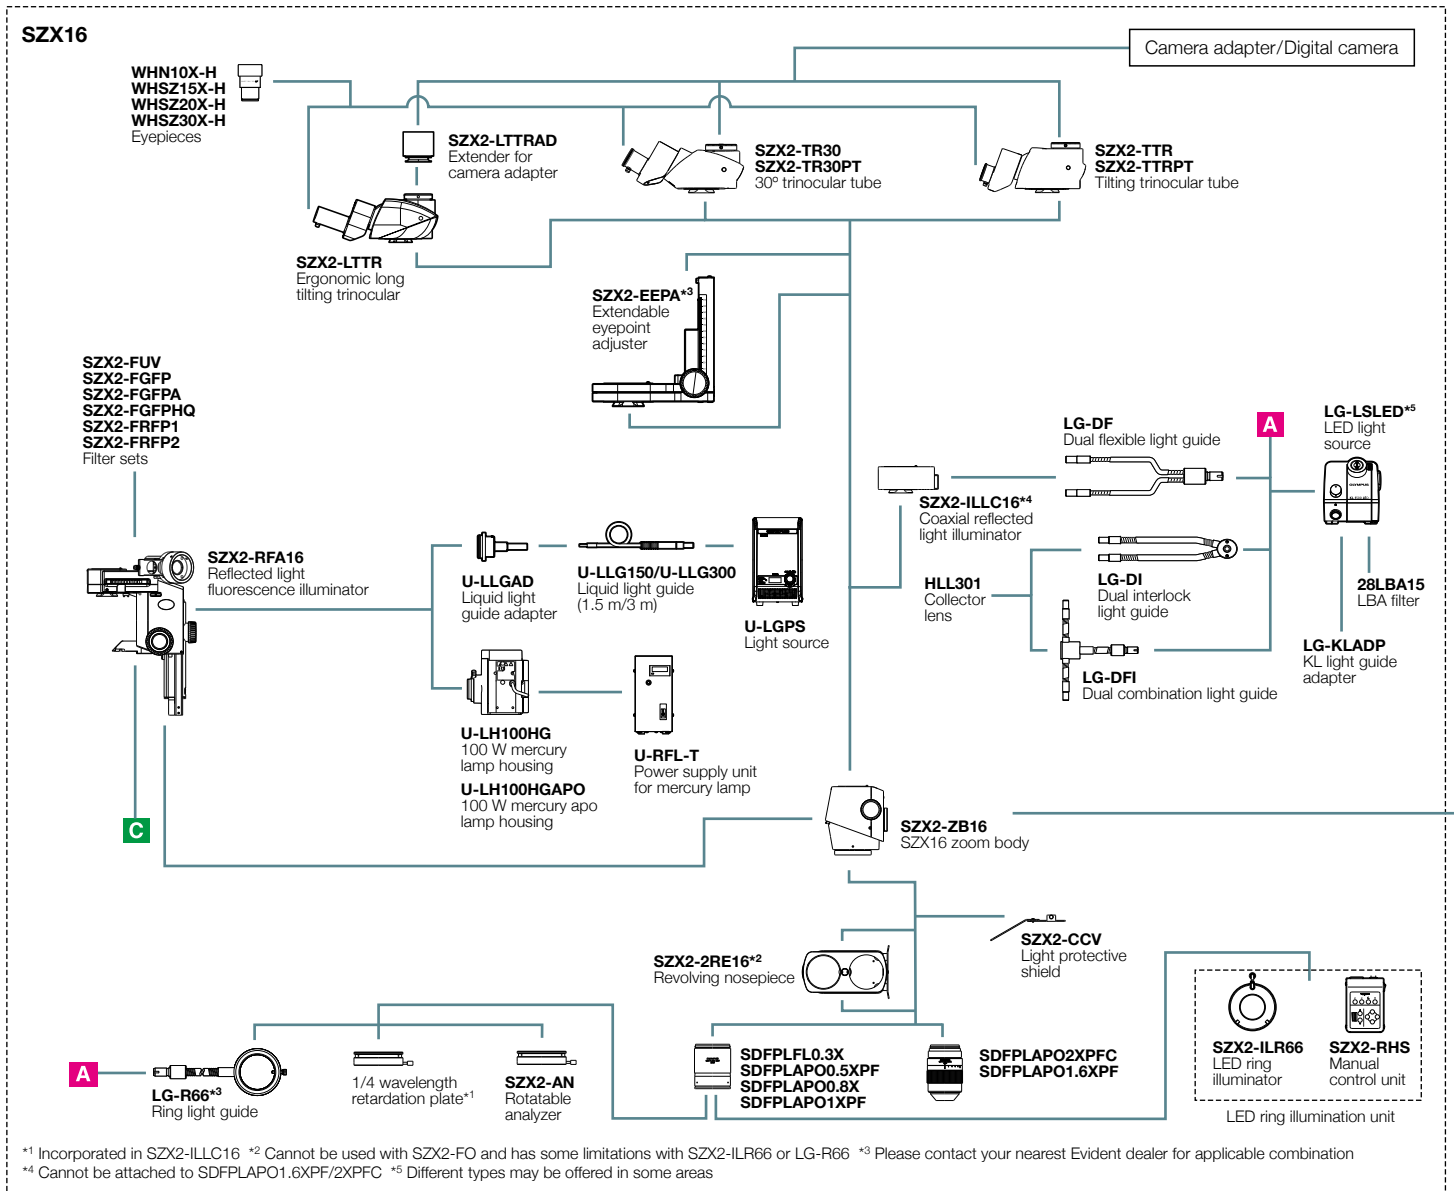 SZX16
Camera adapter/Digital camera
WHN10X-H
WHSZ15X-H
WHSZ20X-H
WHSZ30X-H
Eyepieces
SZX2-LTTRAD
Extender for
camera adapter
SZX2-TR30
SZX2-TR30PT
30º trinocular tube
SZX2-TTR
SZX2-TTRPT
Tilting trinocular tube
SZX2-LTTR
Ergonomic long
tilting trinocular
SZX2-EEPA*3
Extendable
eyepoint
adjuster
SZX2-FUV
SZX2-FGFP
SZX2-FGFPA
SZX2-FGFPHQ
SZX2-FRFP1
SZX2-FRFP2
Filter sets
LG-DF
Dual flexible light guide
A
LG-LSLED*5
LED light
source
OLYMPUS
SZX2-ILLC16*4
Coaxial reflected
light illuminator
SZX2-RFA16
Reflected light
fluorescence illuminator
U-LLGAD
Liquid light
guide adapter
U-LLG150/U-LLG300
Liquid light guide
(1.5 m/3 m)
U-LGPS
Light source
HLL301
Collector
lens
LG-DI
Dual interlock
light guide
28LBA15
LBA filter
LG-KLADP
KL light guide
adapter
LG-DFI
Dual combination light guide
U-LH100HG
100 W mercury
lamp housing
U-LH100HGAPO
100 W mercury apo
lamp housing
U-RFL-T
Power supply unit
for mercury lamp
C
SZX2-ZB16
SZX16 zoom body
SZX2-2RE16*2
Revolving nosepiece
SZX2-CCV
Light protective
shield
A
LG-R66*3
Ring light guide
1/4 wavelength
retardation plate*1
SZX2-AN
Rotatable
analyzer
SDFPLFL0.3X
SDFPLAPO0.5XPF
SDFPLAPO0.8X
SDFPLAPO1XPF
SDFPLAPO2XPFC
SDFPLAPO1.6XPF
SZX2-ILR66
LED ring
illuminator
SZX2-RHS
Manual
control unit
LED ring illumination unit
*1 Incorporated in SZX2-ILLC16 *2 Cannot be used with SZX2-FO and has some limitations with SZX2-ILR66 or LG-R66 *3 Please contact your nearest Evident dealer for applicable combination
*4 Cannot be attached to SDFPLAPO1.6XPF/2XPFC *5 Different types may be offered in some areas